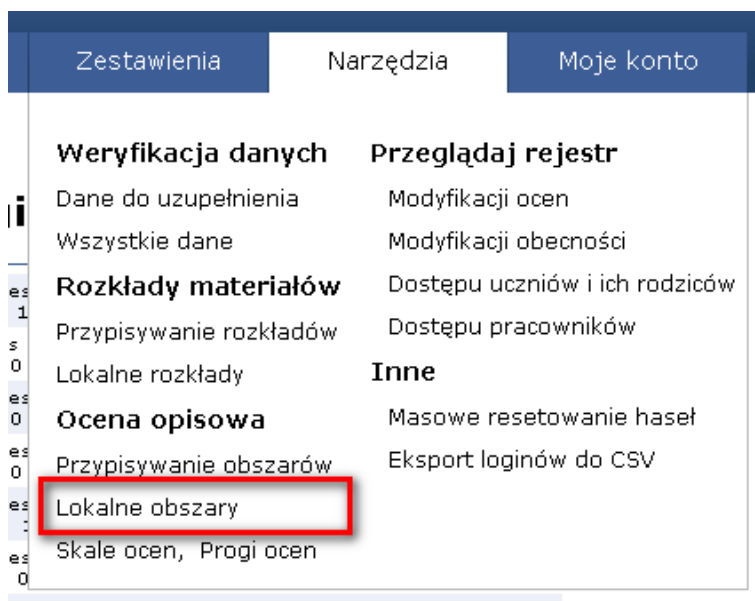 Zestawienia
Narzędzia
Moje konto
Weryfikacja danych
Dane do uzupełnienia
Wszystkie dane
Rozkłady materiałów
Przypisywanie rozkładów
Lokalne rozkłady
Ocena opisowa
Przypisywanie obszarów
Lokalne obszary
Skale ocen, Progi ocen
Przeglądaj rejestr
Modyfikacji ocen
Modyfikacji obecności
Dostępu uczniów i ich rodziców
Dostępu pracowników
Inne
Masowe resetowanie haseł
Eksport loginów do CSV